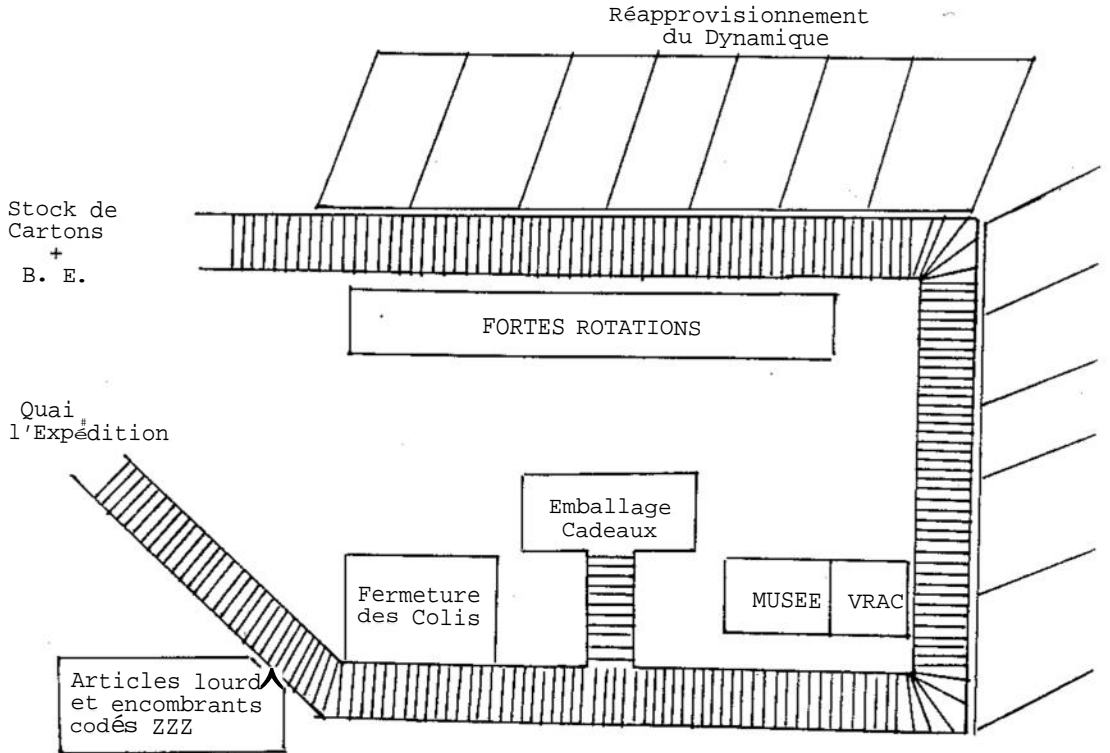 Réapprovisionnement
du Dynamique
Stock de
Cartons
+
B. E.
FORTES ROTATIONS
Quai
l'Expédition
Emballage
Cadeaux
Fermeture
des Colis
MUSEE
VRAC
Articles lourd
et encombrants
codés ZZZ